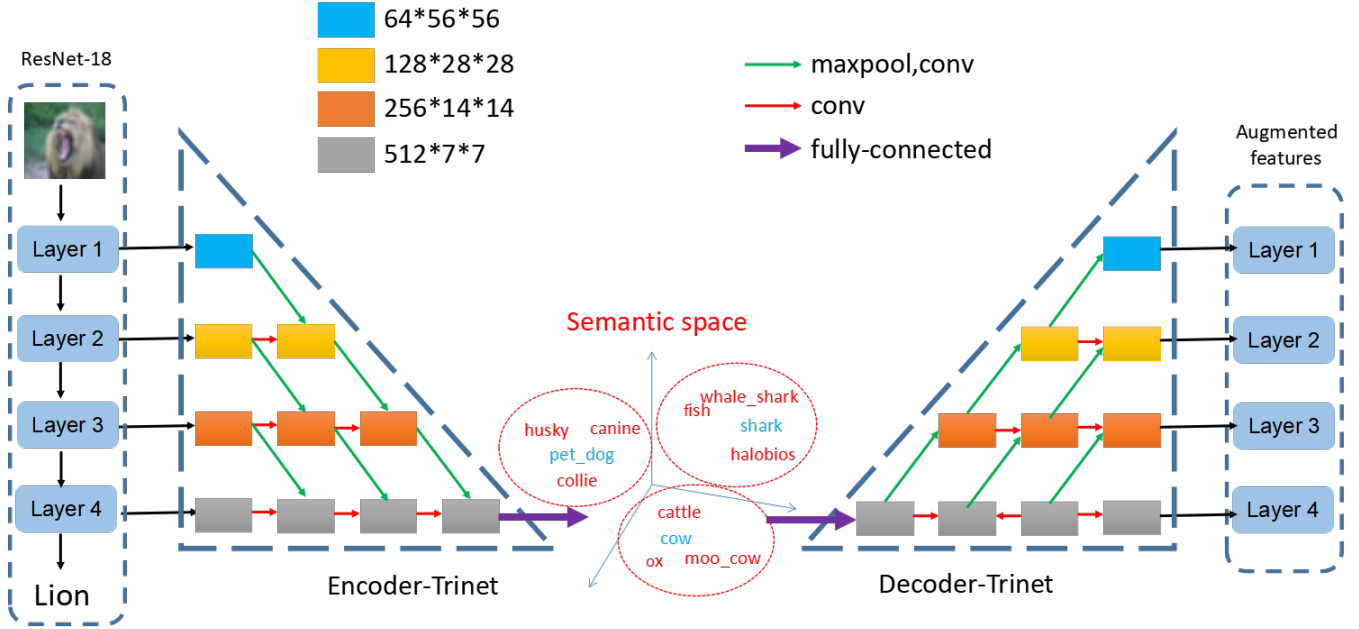 64*56*56
128*28*28
256*14*14
512*7*7
maxpool,conv
conv
fully-connected
ResNet-18
Layer 1
Layer 2
Layer 3
Layer 4
Lion
Encoder-Trinet
Semantic space
husky canine
pet_dog
collie
whale_shark
fish
shark
halobios
cattle
cow
ox moo_cow
Decoder-Trinet
Augmented
features
Layer 1
Layer 2
Layer 3
Layer 4